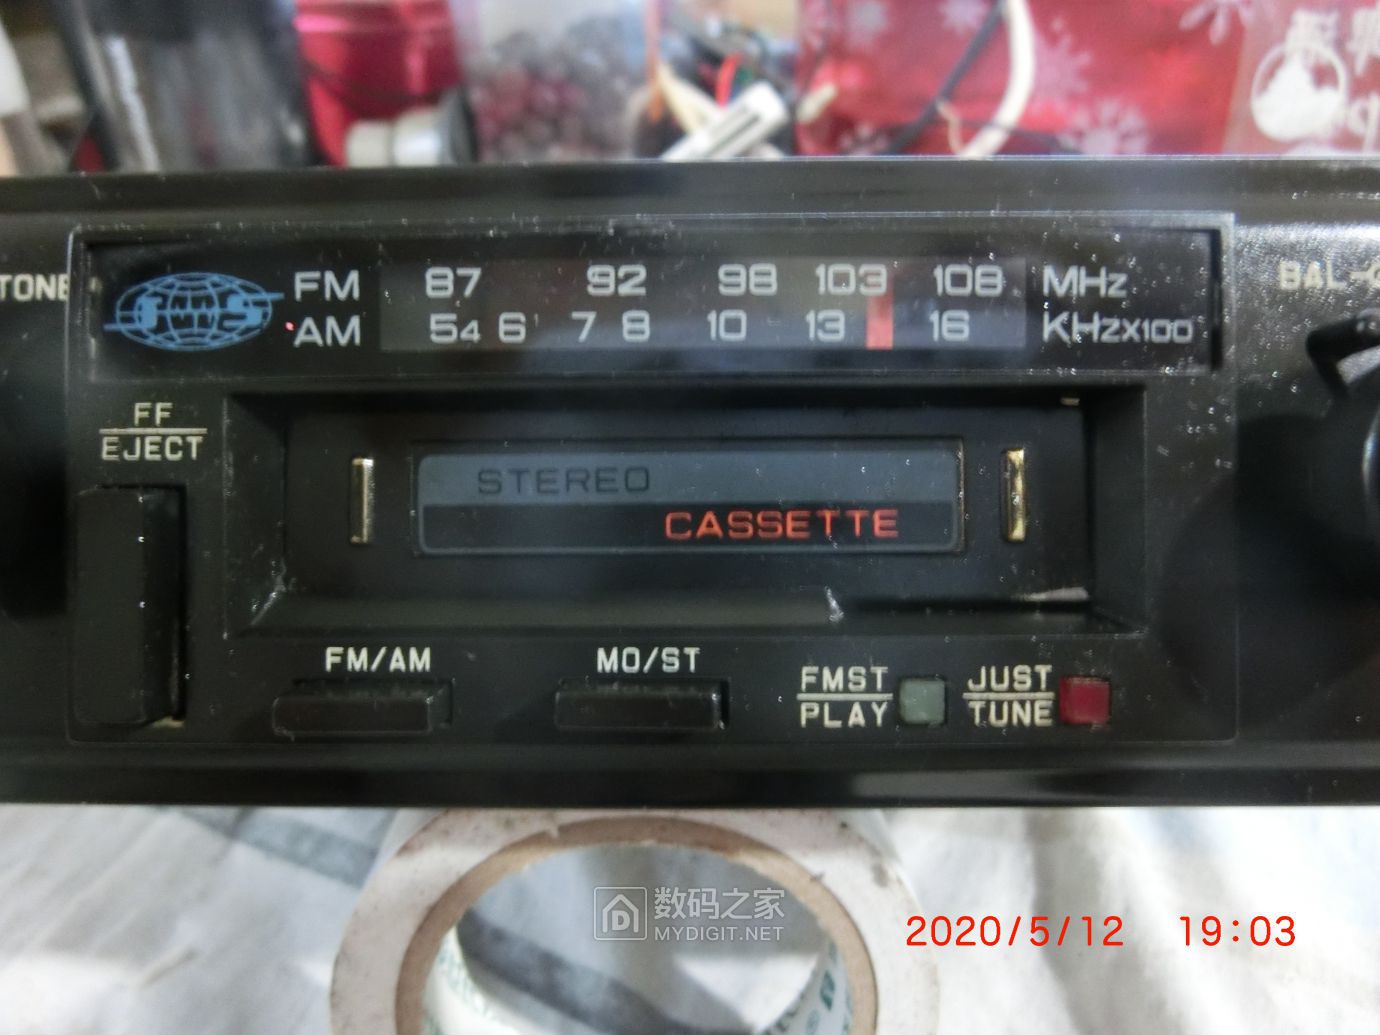 TONE
FM 87 92 98 103 108 MHz
AM 54 6 7 8 10 13 16 KHZX100
BAL
FF
EJECT
STEREO
CASSETTE
FM/AM
MO/ST
FMST
PLAY
JUST
TUNE
数码之家
MYDIGIT.NET
2020/5/12 19:03